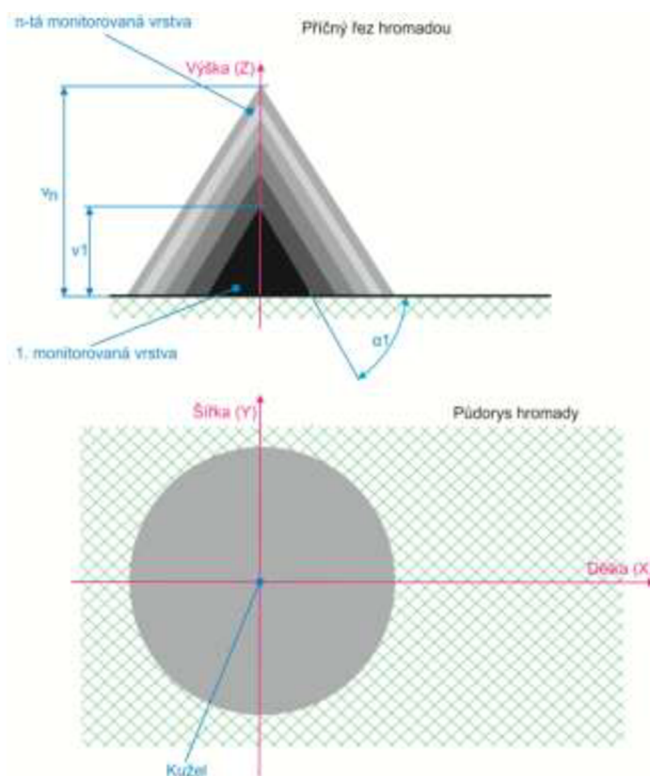 n-tá monitorovaná vrstva
Příčný řez hromadou
Výška (Z)
vn
v1
1. monitorovaná vrstva
α1
Šířka (Y)
Půdorys hromady
Délka (X)
Kužel